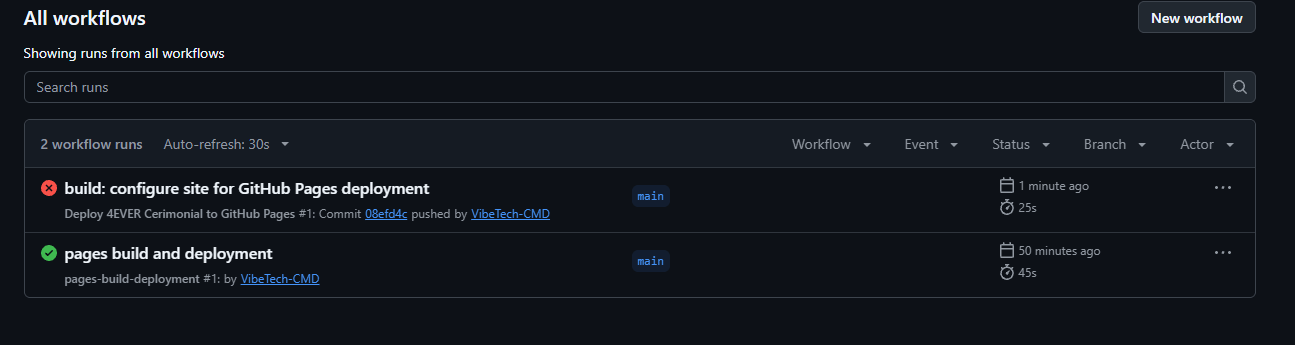 All workflows
New workflow
Showing runs from all workflows
Search runs
2 workflow runs Auto-refresh: 30s Workflow Event Status Branch Actor
build: configure site for GitHub Pages deployment
main
1 minute ago
Deploy 4EVER Cerimonial to GitHub Pages #1: Commit 08efd4c pushed by VibeTech-CMD
25s
pages build and deployment
main
50 minutes ago
pages-build-deployment #1: by VibeTech-CMD
45s